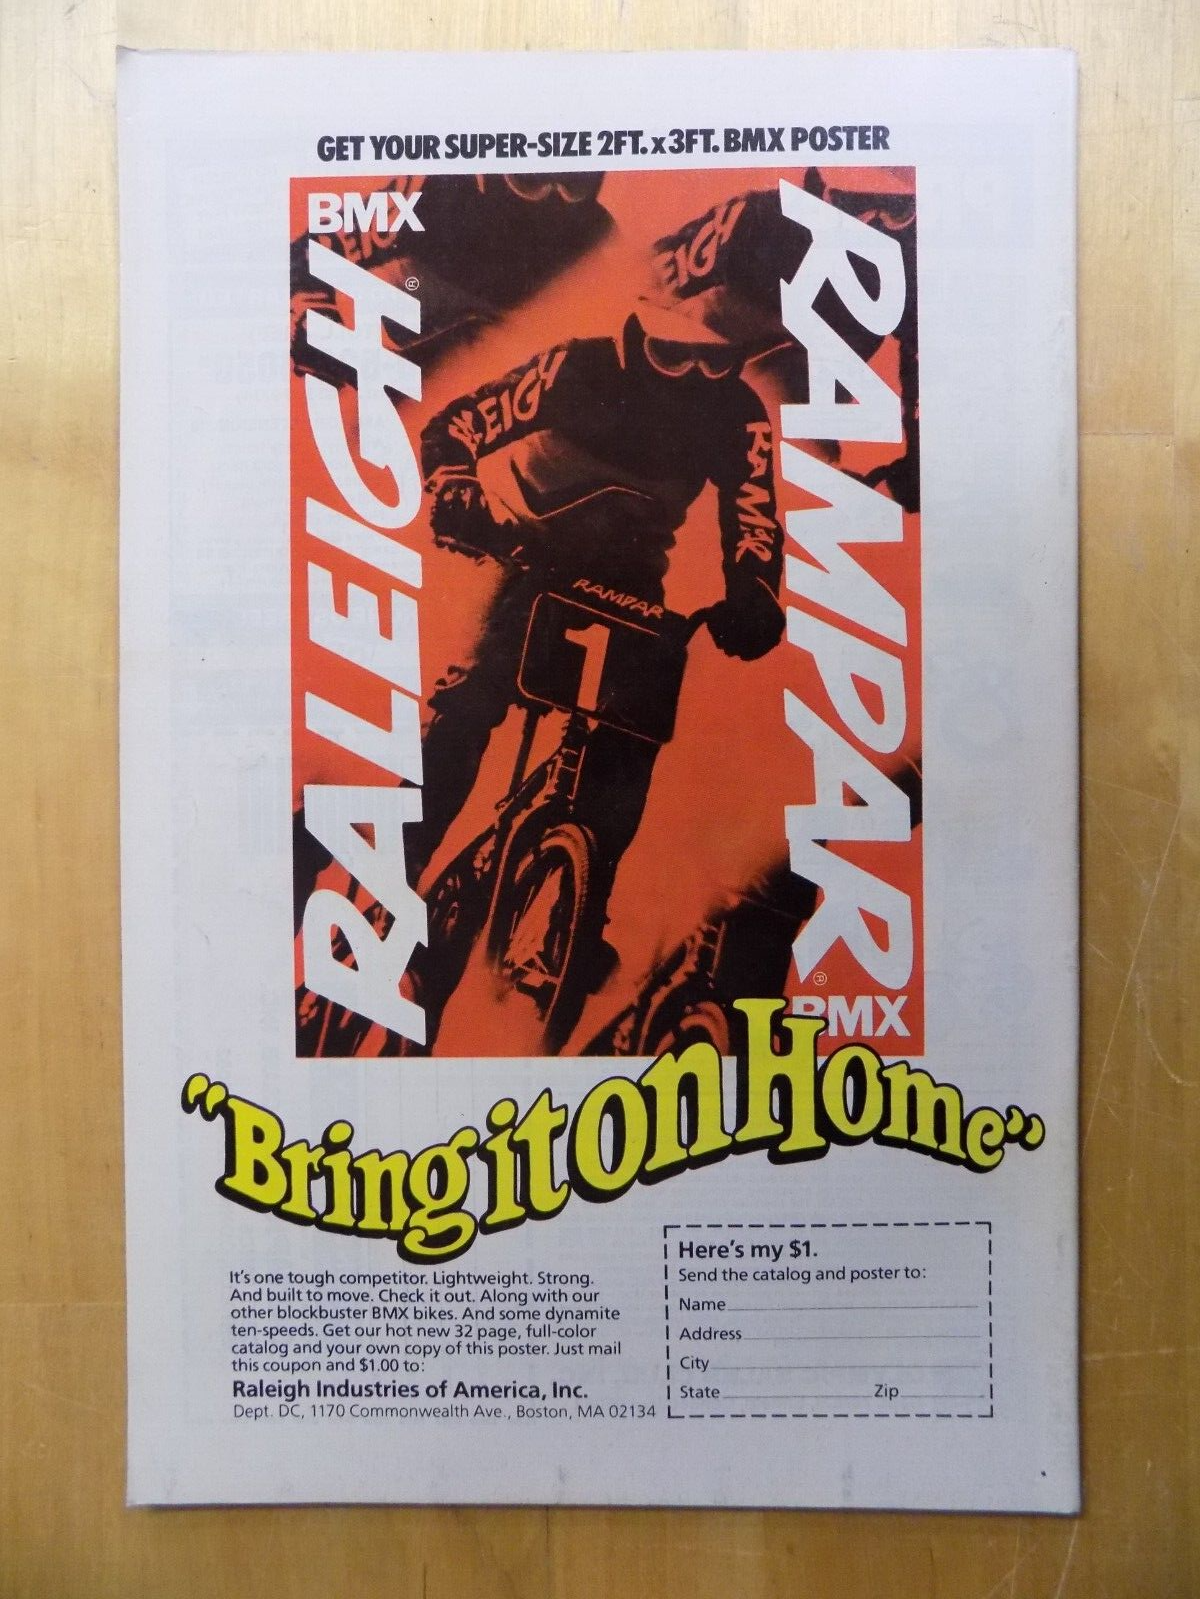 GET YOUR SUPER-SIZE 2FT. x 3FT. BMX POSTER
BMX
RALEIGH®
RAMPAR®
BMX
EIGH
EIGH
LEIGH
RAMPAR
RAMPAR
1
"Bring it on Home"
It's one tough competitor. Lightweight. Strong.
And built to move. Check it out. Along with our
other blockbuster BMX bikes. And some dynamite
ten-speeds. Get our hot new 32 page, full-color
catalog and your own copy of this poster. Just mail
this coupon and $1.00 to:
Raleigh Industries of America, Inc.
Dept. DC, 1170 Commonwealth Ave., Boston, MA 02134
Here's my $1.
Send the catalog and poster to:
Name
Address
City
State Zip